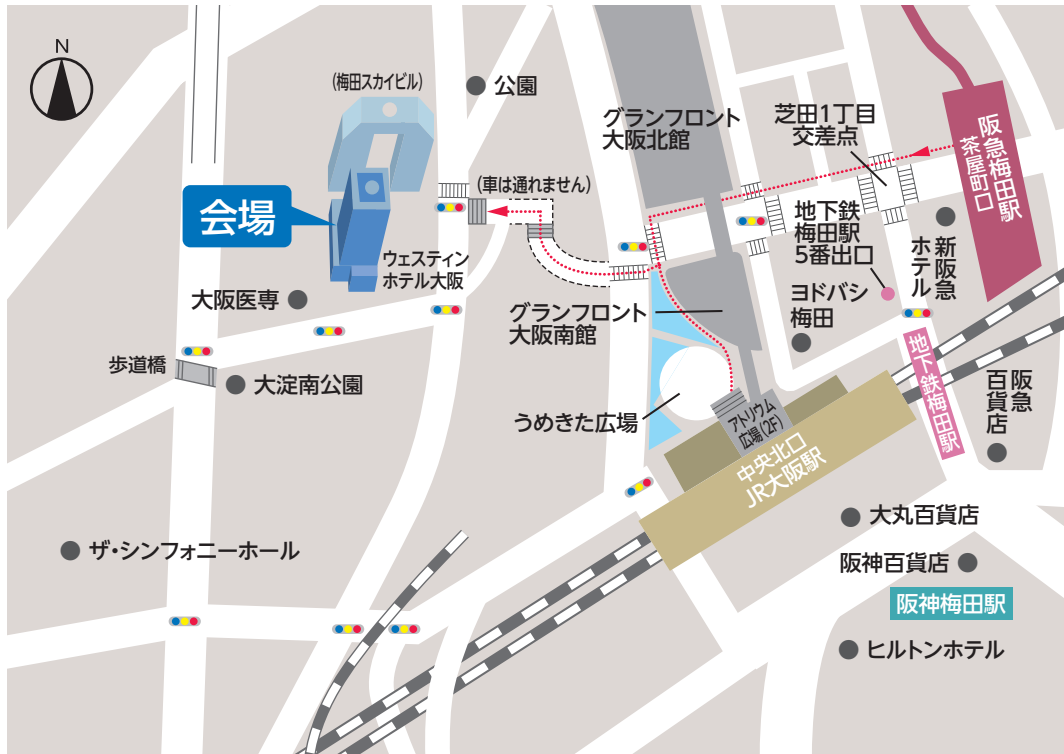 N
(梅田スカイビル)
公園
グランフロント
大阪北館
芝田1丁目
交差点
阪急梅田駅
茶屋町口
(車は通れません)
会場
地下鉄
梅田駅
5番出口
新阪急
ホテル
ウェスティン
ホテル大阪
大阪医専
ヨドバシ
梅田
グランフロント
大阪南館
歩道橋
大淀南公園
地下鉄梅田駅
阪急
百貨店
うめきた広場
アトリウム
広場(2F)
中央北口
JR大阪駅
大丸百貨店
ザ・シンフォニーホール
阪神百貨店
阪神梅田駅
ヒルトンホテル